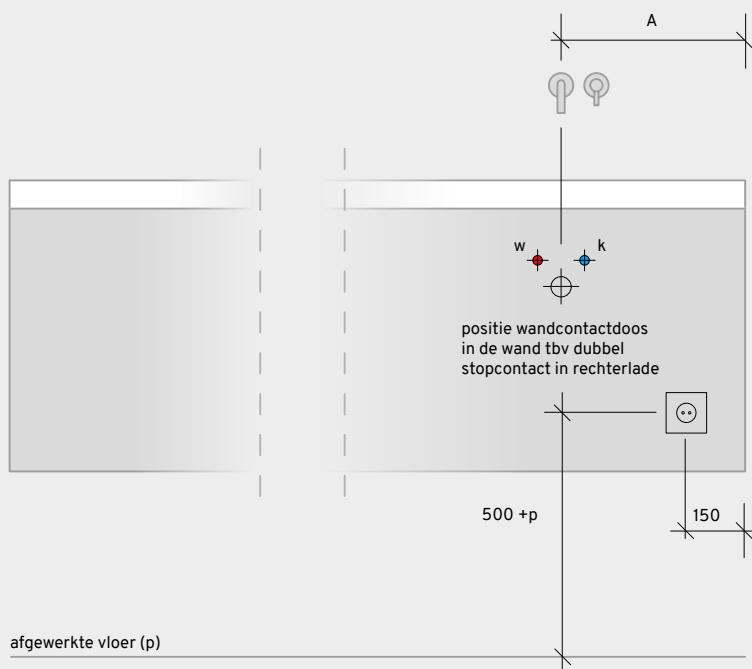 A
w
k
positie wandcontactdoos
in de wand tbv dubbel
stopcontact in rechterlade
500 +p
150
afgewerkte vloer (p)